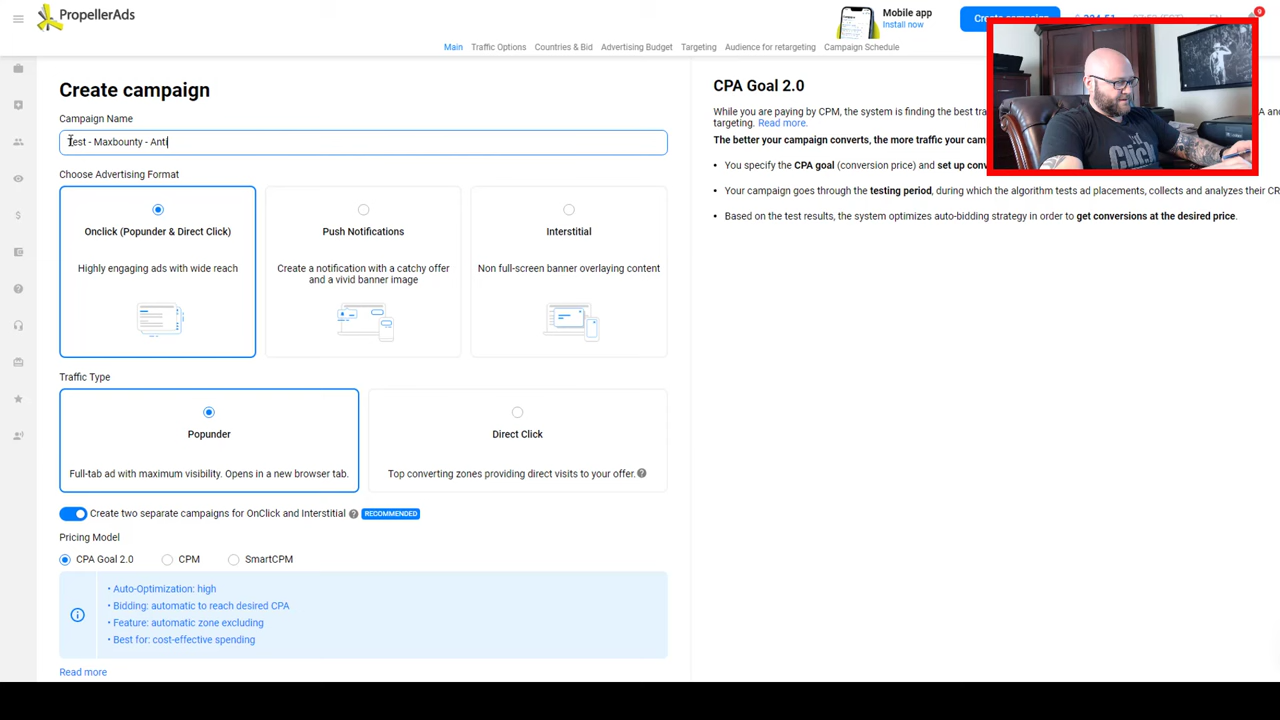 PropellerAds
Mobile app
Install now
9
Main
Traffic Options
Countries & Bid
Advertising Budget
Targeting
Audience for retargeting
Campaign Schedule
Create campaign
Campaign Name
Test - Maxbounty - Anti
Choose Advertising Format
Onclick (Popunder & Direct Click)
Highly engaging ads with wide reach
Push Notifications
Create a notification with a catchy offer
and a vivid banner image
Interstitial
Non full-screen banner overlaying content
Traffic Type
Popunder
Full-tab ad with maximum visibility. Opens in a new browser tab.
Direct Click
Top converting zones providing direct visits to your offer.
Create two separate campaigns for OnClick and Interstitial RECOMMENDED
Pricing Model
CPA Goal 2.0
CPM
SmartCPM
• Auto-Optimization: high
• Bidding: automatic to reach desired CPA
• Feature: automatic zone excluding
• Best for: cost-effective spending
Read more
CPA Goal 2.0
While you are paying by CPM, the system is finding the best
targeting. Read more.
The better your campaign converts, the more traffic your
• You specify the CPA goal (conversion price) and set up
• Your campaign goes through the testing period, during which the algorithm tests ad placements, collects and analyzes their
• Based on the test results, the system optimizes auto-bidding strategy in order to get conversions at the desired price.